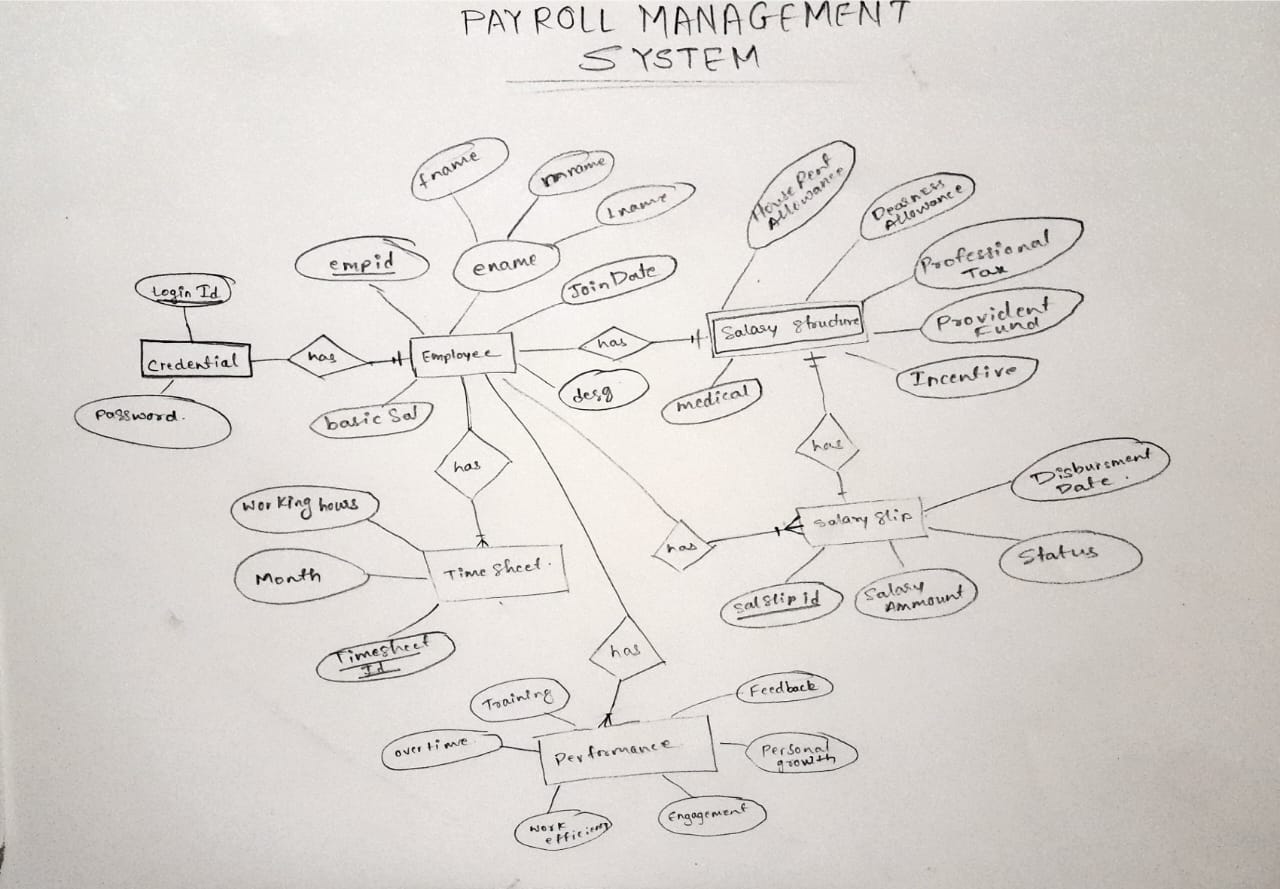 PAYROLL MANAGEMENT
SYSTEM
fname
mname
lname
House Rent
Allowance
Dearness
Allowance
empid
ename
Join Date
Professional
Tax
Login Id
Provident
Fund
Credential
has
Employee
has
Salary Structure
Incentive
Password.
basic Sal
desg
medical
has
has
Disbursment
Date.
Working hours
Salary Slip
has
Status
Month
Time Sheet.
Salslip id
Salary
Ammount
Timesheet
Id
has
Training
Feedback
over time.
Performance
Personal
growth
Work
efficiency
Engagement